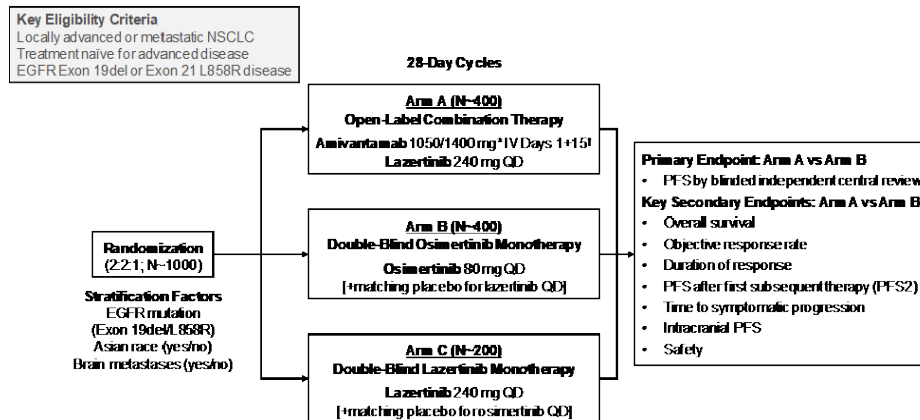 Key Eligibility Criteria
Locally advanced or metastatic NSCLC
Treatment naïve for advanced disease
EGFR Exon 19del or Exon 21 L858R disease
28-Day Cycles
Arm A (N~400)
Open-Label Combination Therapy
Amivantamab 1050/1400 mg* IV Days 1+15†
Lazertinib 240 mg QD
Arm B (N~400)
Double-Blind Osimertinib Monotherapy
Osimertinib 80 mg QD
[+matching placebo for lazertinib QD]
Arm C (N~200)
Double-Blind Lazertinib Monotherapy
Lazertinib 240 mg QD
[+matching placebo for osimertinib QD]
Randomization
(2:2:1; N~1000)
Stratification Factors
EGFR mutation
(Exon 19del/L858R)
Asian race (yes/no)
Brain metastases (yes/no)
Primary Endpoint: Arm A vs Arm B
• PFS by blinded independent central review
Key Secondary Endpoints: Arm A vs Arm B
• Overall survival
• Objective response rate
• Duration of response
• PFS after first subsequent therapy (PFS2)
• Time to symptomatic progression
• Intracranial PFS
• Safety